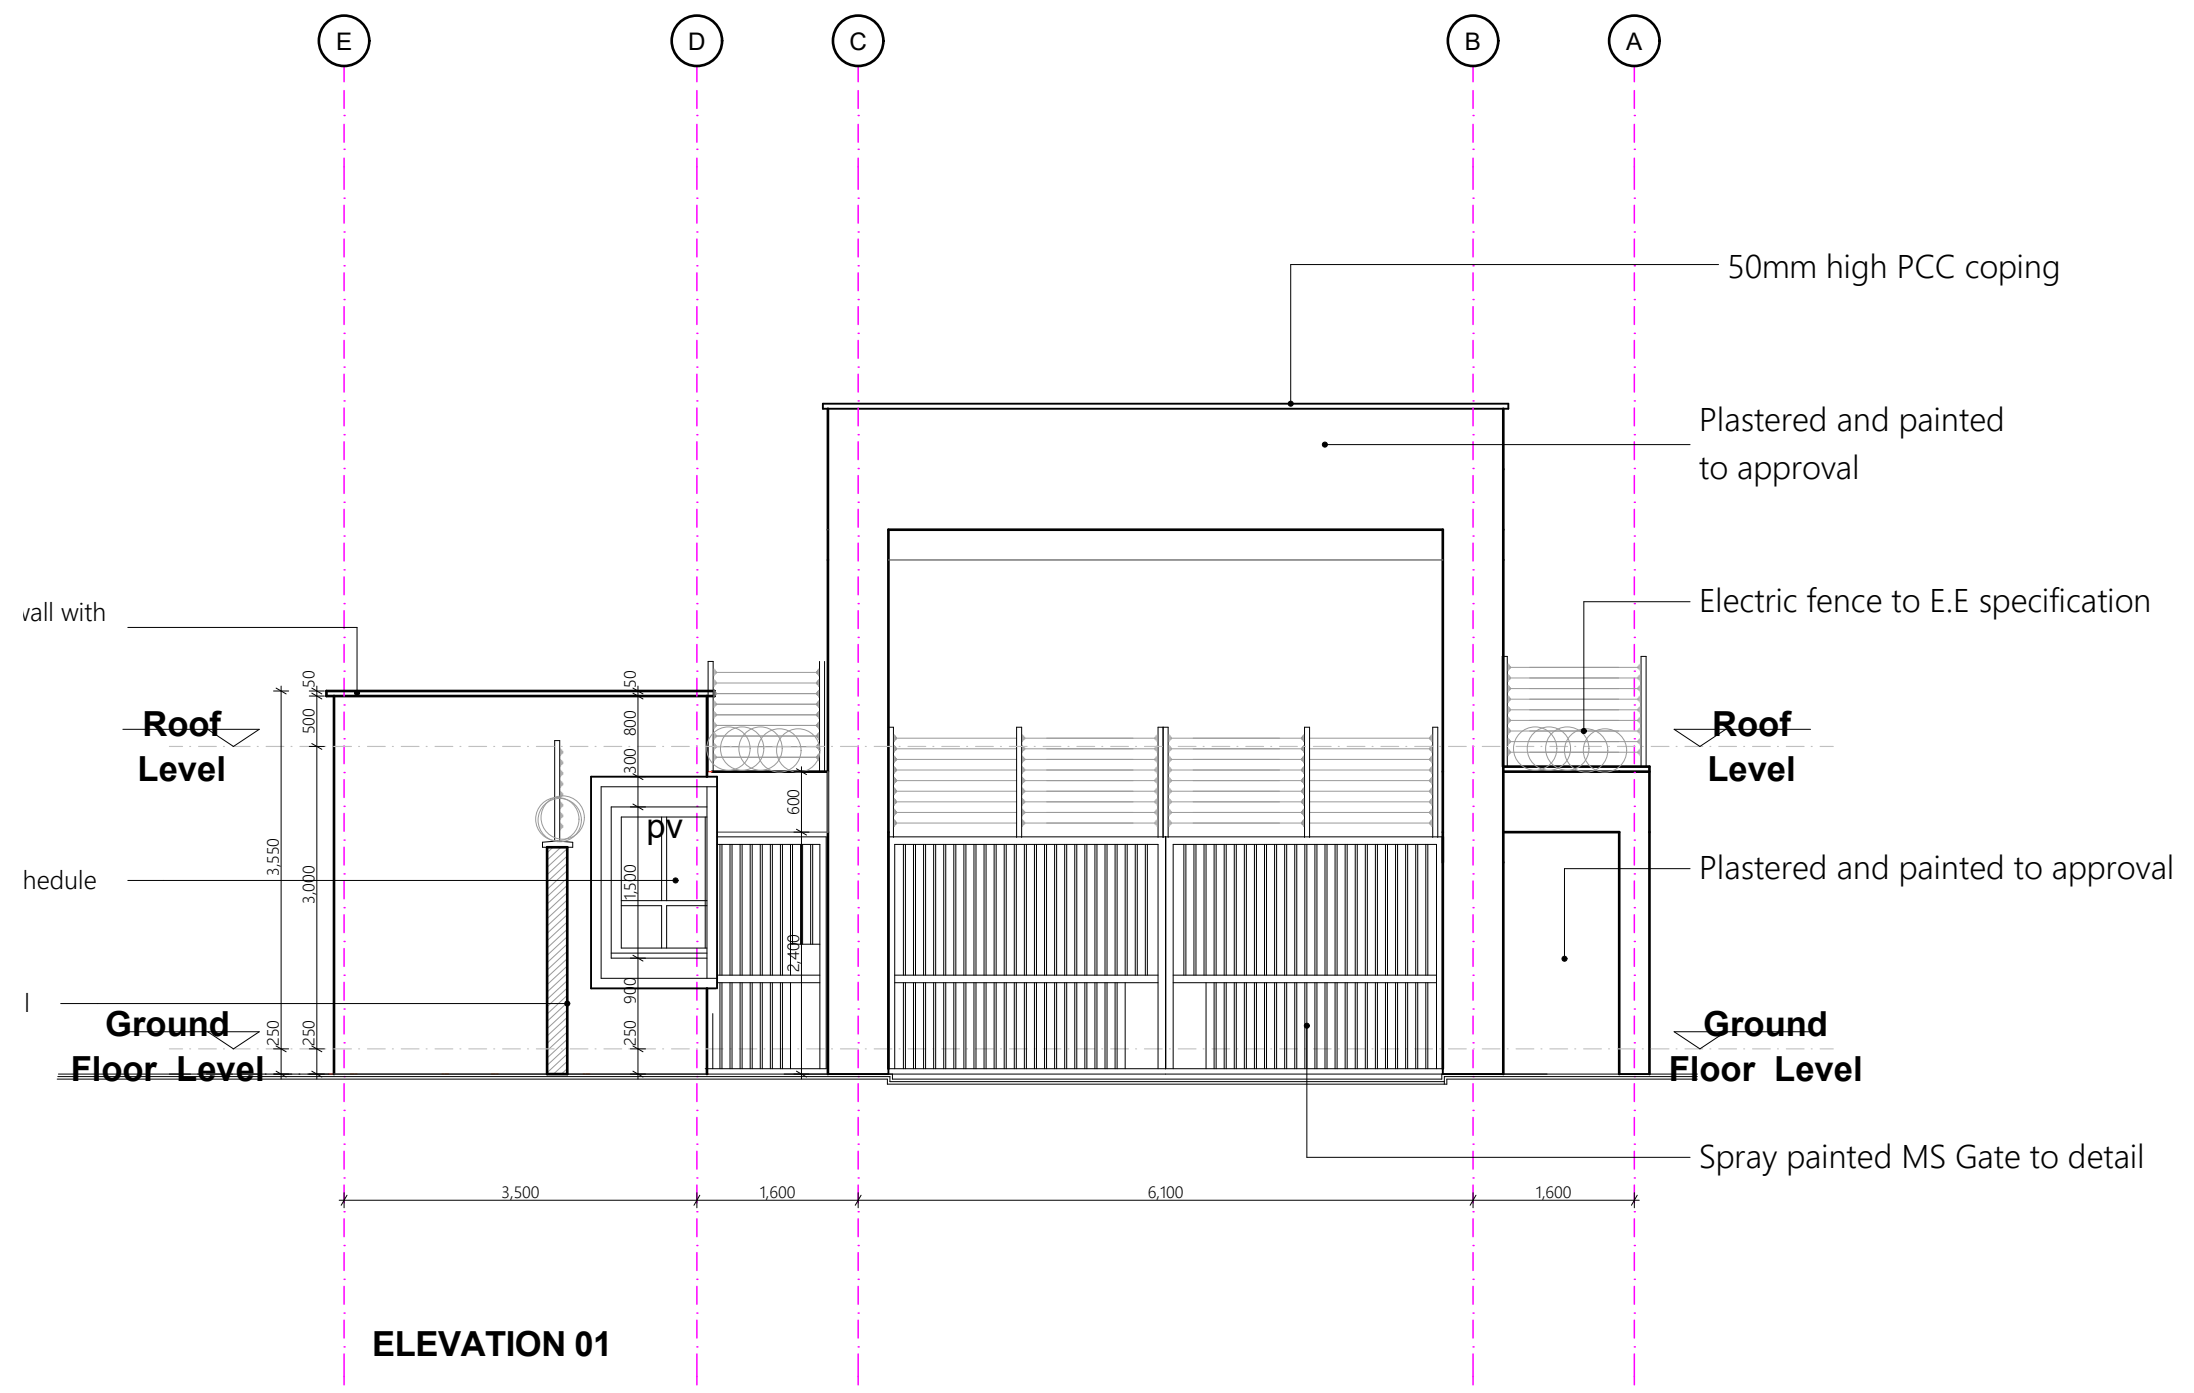 E
D
C
B
A
50mm high PCC coping
Plastered and painted
to approval
Electric fence to E.E specification
wall with
50
50
500
800
Roof
Level
Roof
Level
300
600
pv
3,550
3,000
1,500
hedule
Plastered and painted to approval
2,400
900
l
250
250
250
Ground
Floor Level
Ground
Floor Level
Spray painted MS Gate to detail
3,500
1,600
6,100
1,600
ELEVATION 01